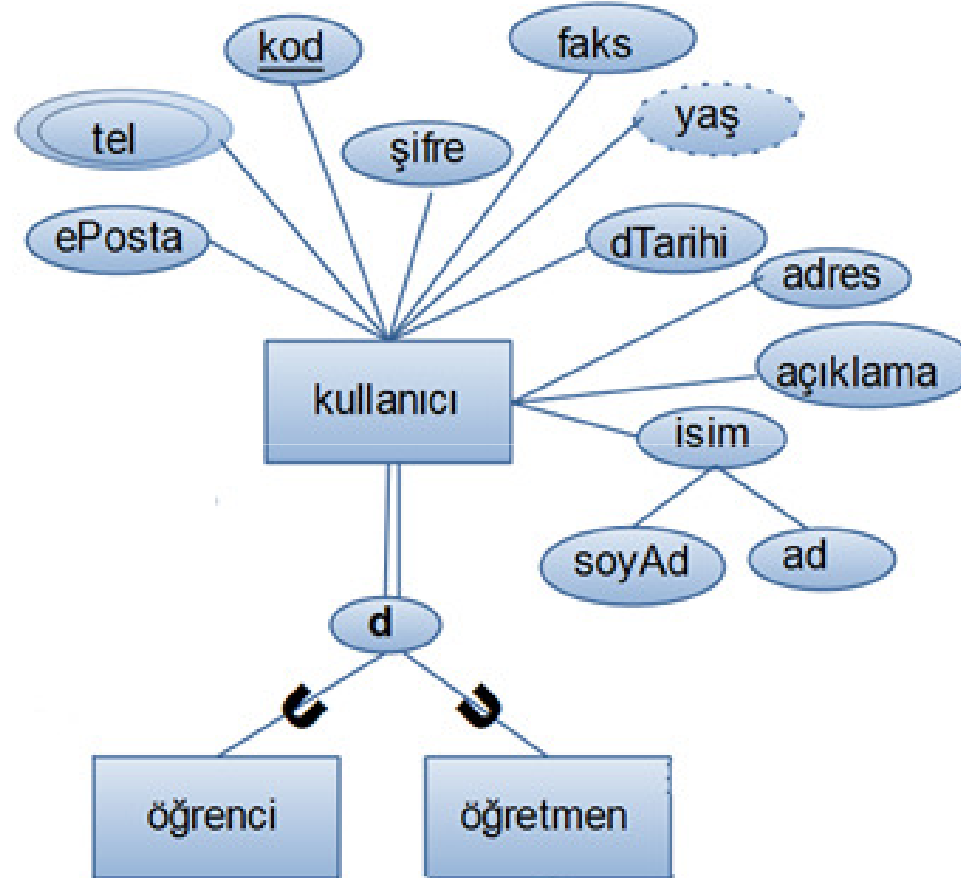 kod
faks
tel
şifre
yaş
ePosta
dTarihi
adres
kullanıcı
açıklama
isim
soyAd
ad
d
öğrenci
öğretmen